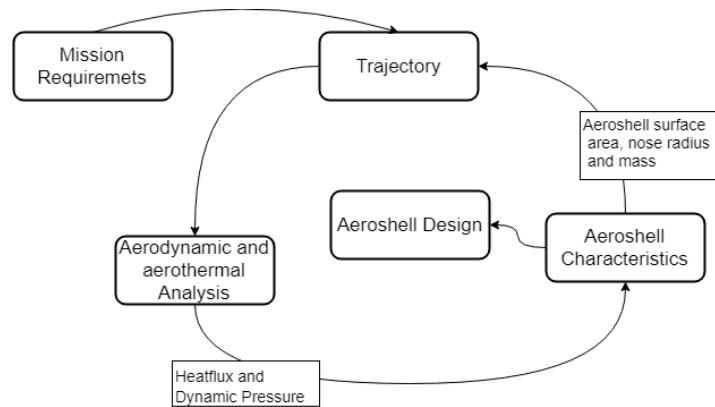 Mission
Requiremets
Trajectory
Aeroshell surface
area, nose radius
and mass
Aeroshell Design
Aerodynamic and
aerothermal
Analysis
Aeroshell
Characteristics
Heatflux and
Dynamic Pressure